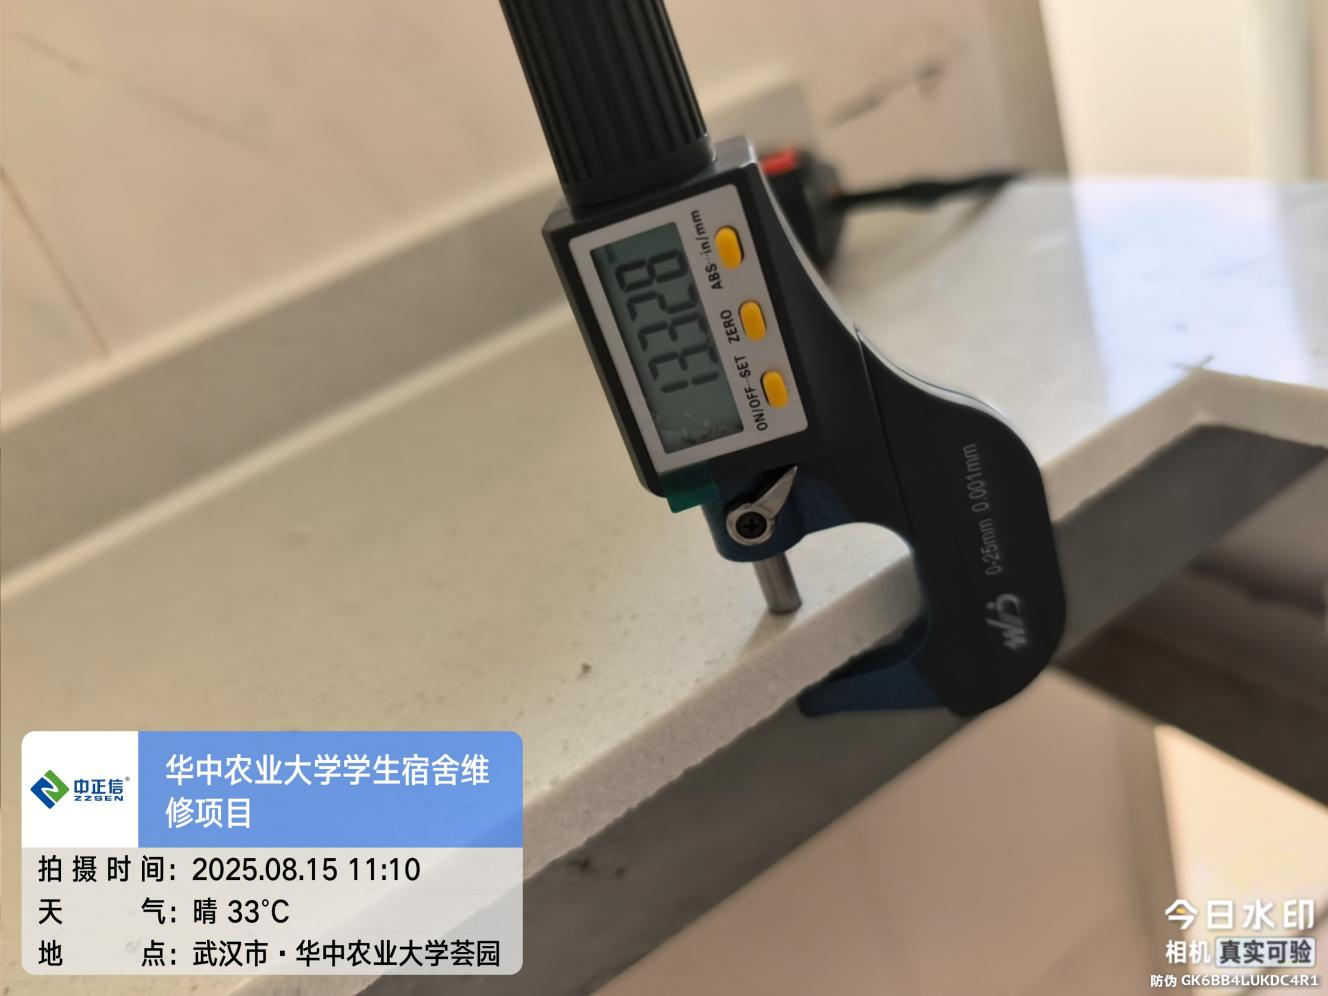 13328
ABS··in/mm
ZERO
ON/OFF··SET
0-25mm 0.001mm
中正信®
ZZSEN
华中农业大学学生宿舍维
修项目
拍摄时间：2025.08.15 11:10
天气：晴 33℃
地点：武汉市·华中农业大学荟园
今日水印
相机 真实可验
防伪 GK6BB4LUKDC4R1